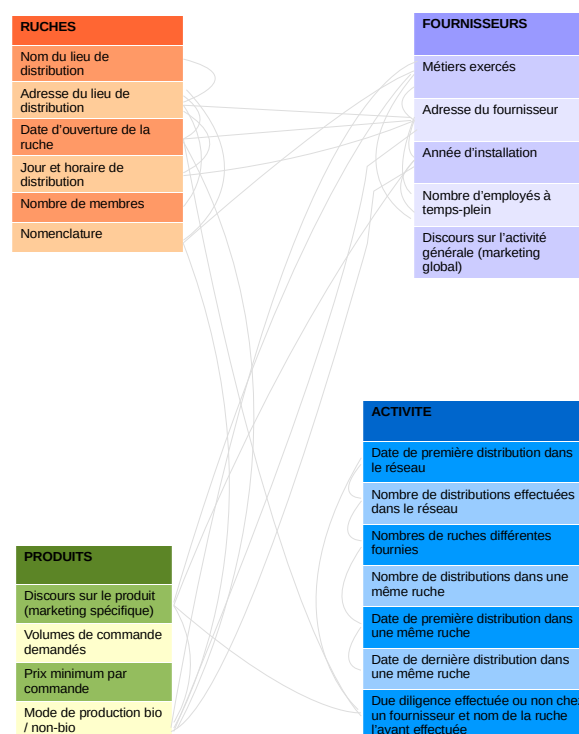 RUCHES
Nom du lieu de
distribution
Adresse du lieu de
distribution
Date d'ouverture de la
ruche
Jour et horaire de
distribution
Nombre de membres
Nomenclature
FOURNISSEURS
Métiers exercés
Adresse du fournisseur
Année d'installation
Nombre d'employés à
temps-plein
Discours sur l'activité
générale (marketing
global)
PRODUITS
Discours sur le produit
(marketing spécifique)
Volumes de commande
demandés
Prix minimum par
commande
Mode de production bio
/ non-bio
ACTIVITE
Date de première distribution dans
le réseau
Nombre de distributions effectuées
dans le réseau
Nombres de ruches différentes
fournies
Nombre de distributions dans une
même ruche
Date de première distribution dans
une même ruche
Date de dernière distribution dans
une même ruche
Due diligence effectuée ou non chez
un fournisseur et nom de la ruche
l'ayant effectuée